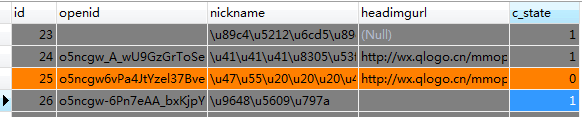 id openid nickname headimgurl c_state
23 \u89c4\u5212\u6cd5\u89 (Null) 1
24 o5ncgw_A_wU9GzGrToSe \u41\u41\u41\u8305\u539 http://wx.qlogo.cn/mmop 1
25 o5ncgw6vPa4JtYzel37Bve \u47\u55\u20\u20\u20\u4 http://wx.qlogo.cn/mmop 0
26 o5ncgw-6Pn7eAA_bxKjpY \u9648\u5609\u797a 1